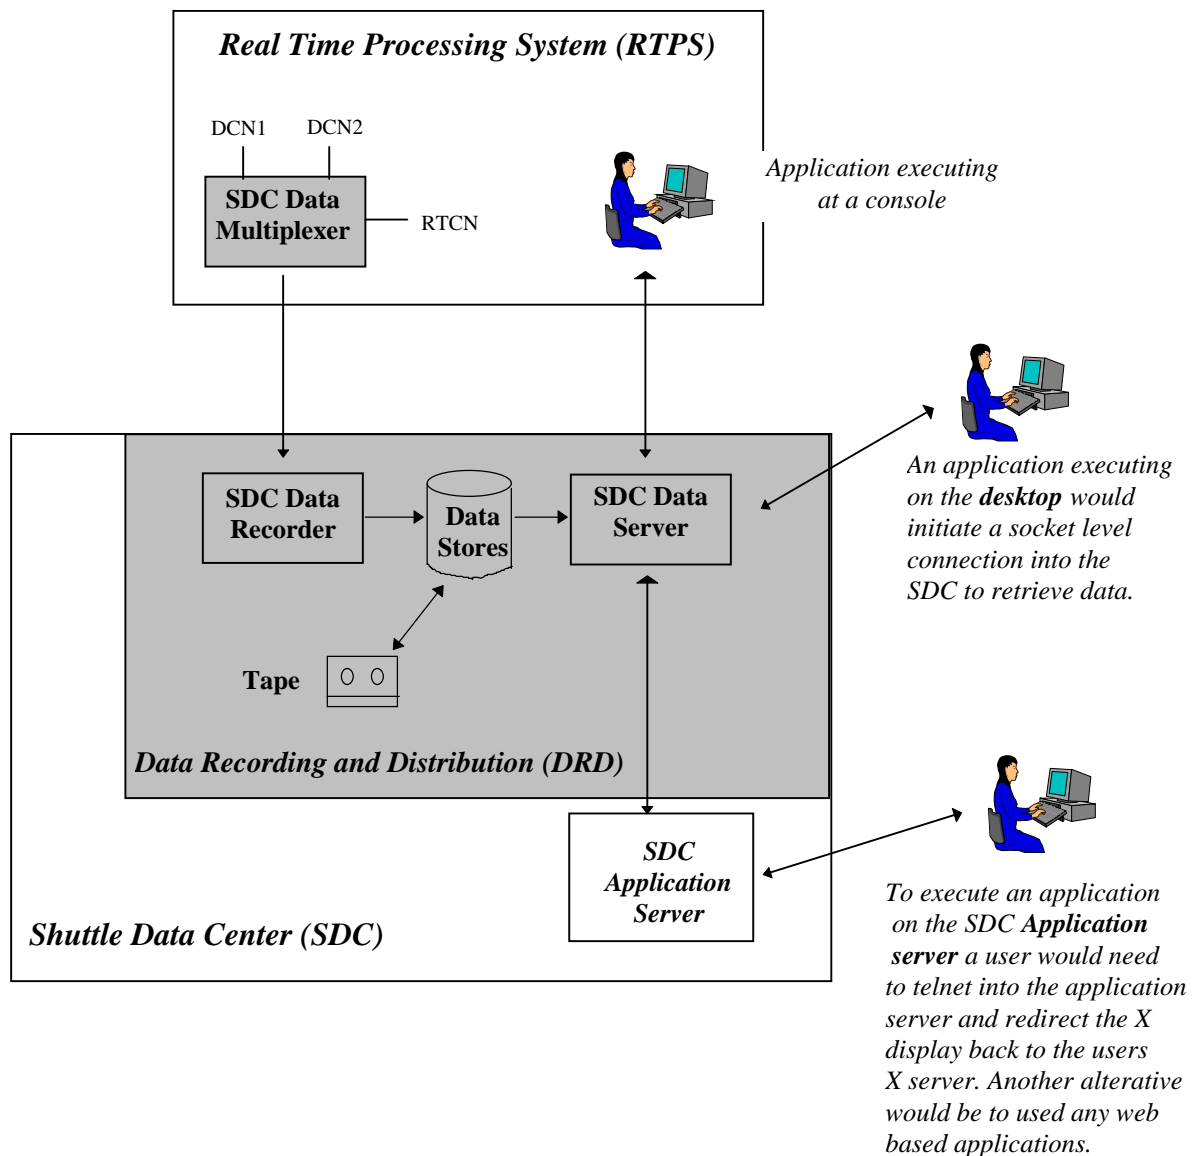 Real Time Processing System (RTPS)
DCN1
DCN2
SDC Data
Multiplexer
RTCN
Application executing
at a console
SDC Data
Recorder
Data
Stores
SDC Data
Server
An application executing
on the desktop would
initiate a socket level
connection into the
SDC to retrieve data.
Tape
Data Recording and Distribution (DRD)
SDC
Application
Server
Shuttle Data Center (SDC)
To execute an application
on the SDC Application
server a user would need
to telnet into the application
server and redirect the X
display back to the users
X server. Another alterative
would be to used any web
based applications.